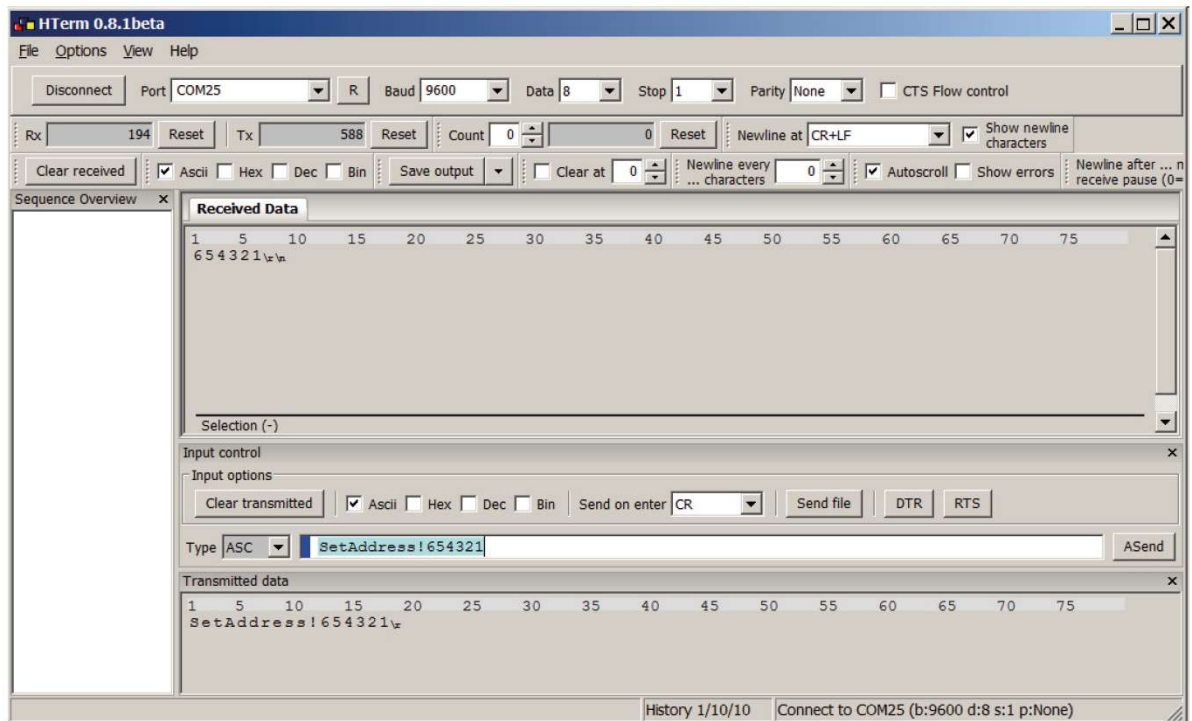 HTerm 0.8.1beta
File Options View Help
Disconnect Port COM25 R Baud 9600 Data 8 Stop 1 Parity None CTS Flow control
Rx 194 Reset Tx 588 Reset Count 0 0 Reset Newline at CR+LF Show newline
characters
Clear received Ascii Hex Dec Bin Save output Clear at 0 Newline every
... characters 0 Autoscroll Show errors Newline after ... n
receive pause (0=
Sequence Overview x
Received Data
1 5 10 15 20 25 30 35 40 45 50 55 60 65 70 75
654321\r\n
Selection (-)
Input control x
Input options
Clear transmitted Ascii Hex Dec Bin Send on enter CR Send file DTR RTS
Type ASC SetAddress!654321 ASend
Transmitted data x
1 5 10 15 20 25 30 35 40 45 50 55 60 65 70 75
SetAddress!654321\r
History 1/10/10 Connect to COM25 (b:9600 d:8 s:1 p:None)